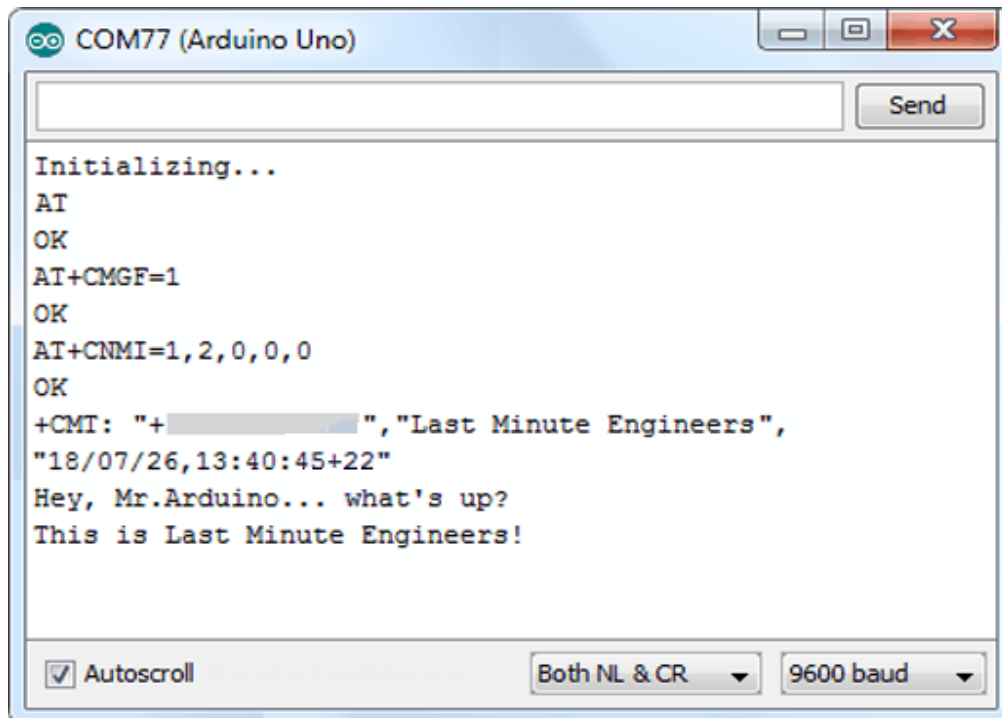 COM77 (Arduino Uno)
Send
Initializing...
AT
OK
AT+CMGF=1
OK
AT+CNMI=1,2,0,0,0
OK
+CMT: "+ ","Last Minute Engineers",
"18/07/26,13:40:45+22"
Hey, Mr.Arduino... what's up?
This is Last Minute Engineers!
Autoscroll
Both NL & CR
9600 baud